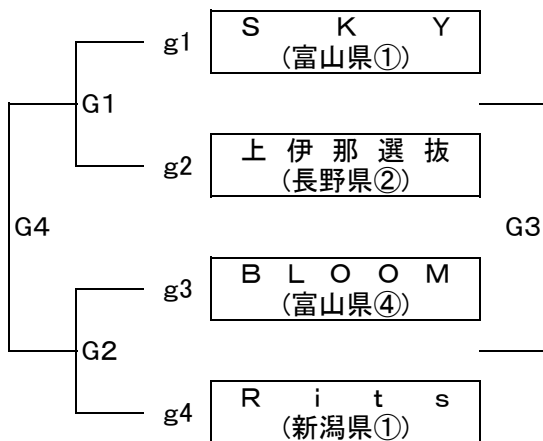 g1
S K Y
(富山県①)
G1
g2
上 伊 那 選 抜
(長野県②)
G4
G3
g3
B L O O M
(富山県④)
G2
g4
R i t s
(新潟県①)